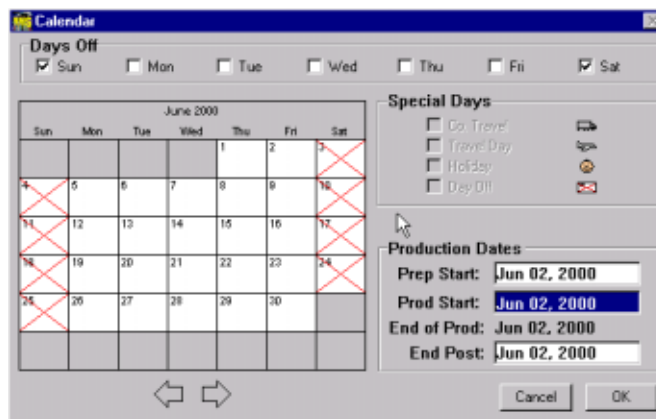 Calendar
Days Off
Sun Mon Tue Wed Thu Fri Sat
June 2000
Sun Mon Tue Wed Thu Fri Sat
1 2 3
4 5 6 7 8 9 10
11 12 13 14 15 16 17
18 19 20 21 22 23 24
25 26 27 28 29 30
Special Days
Co. Travel
Travel Day
Holiday
Day Off
Production Dates
Prep Start: Jun 02, 2000
Prod Start: Jun 02, 2000
End of Prod: Jun 02, 2000
End Post: Jun 02, 2000
Cancel OK